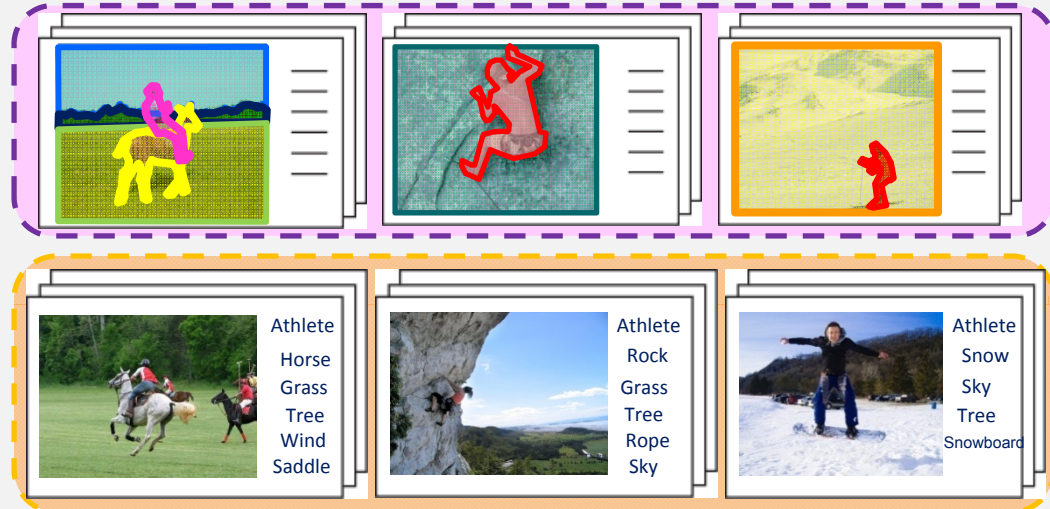 Athlete
Horse
Grass
Tree
Wind
Saddle
Athlete
Rock
Grass
Tree
Rope
Sky
Athlete
Snow
Sky
Tree
Snowboard